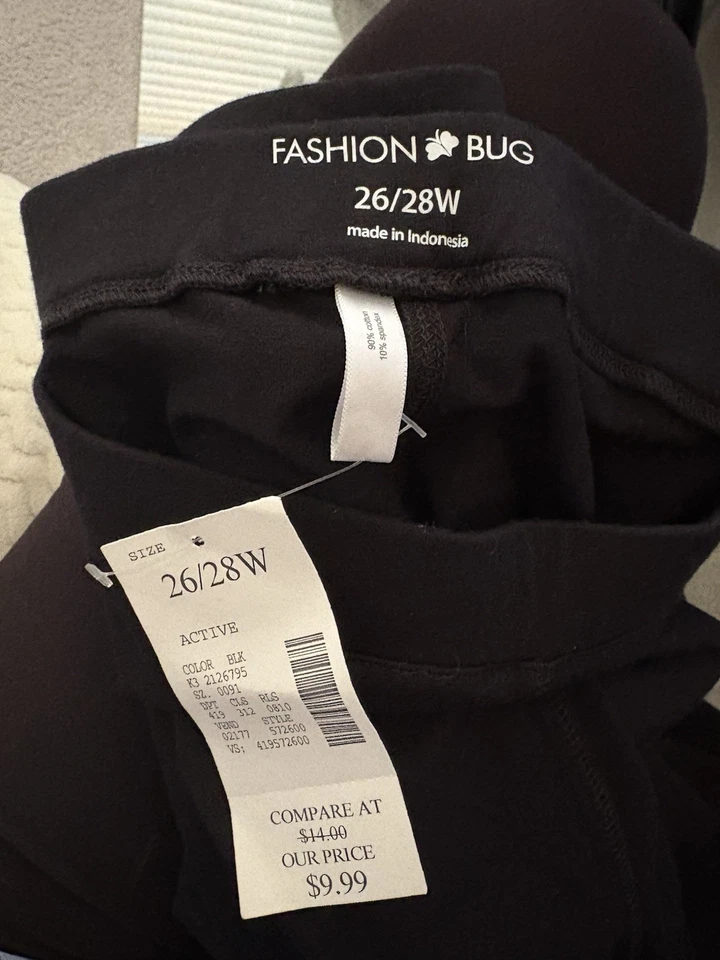 FASHION BUG
26/28W
made in Indonesia
90% cotton
10% spandex
SIZE
26/28W
ACTIVE
COLOR BLK
K3 2126795
SZ. 0091
DPT CLS RLS
419 312 0810
VEND STYLE
02177 572600
VS: 419572600
COMPARE AT
$14.00
OUR PRICE
$9.99